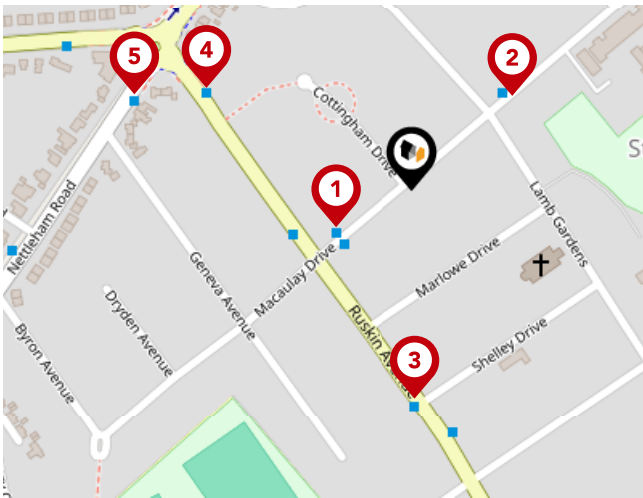 5
4
2
Cottingham Drive
1
S
Nettleham Road
Lamb Gardens
Geneva Avenue
Macaulay Drive
Marlowe Drive
Dryden Avenue
Ruskin Avenue
Byron Avenue
Shelley Drive
3